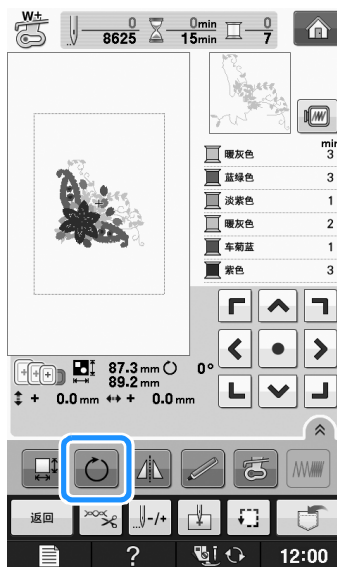 W±
0 0min 0
8625 15min 7
min
暖灰色 3
蓝绿色 3
淡紫色 1
暖灰色 2
车菊蓝 1
紫色 3
87.3 mm 0°
89.2 mm
+ 0.0 mm + 0.0 mm
返回 -/+
? 12:00